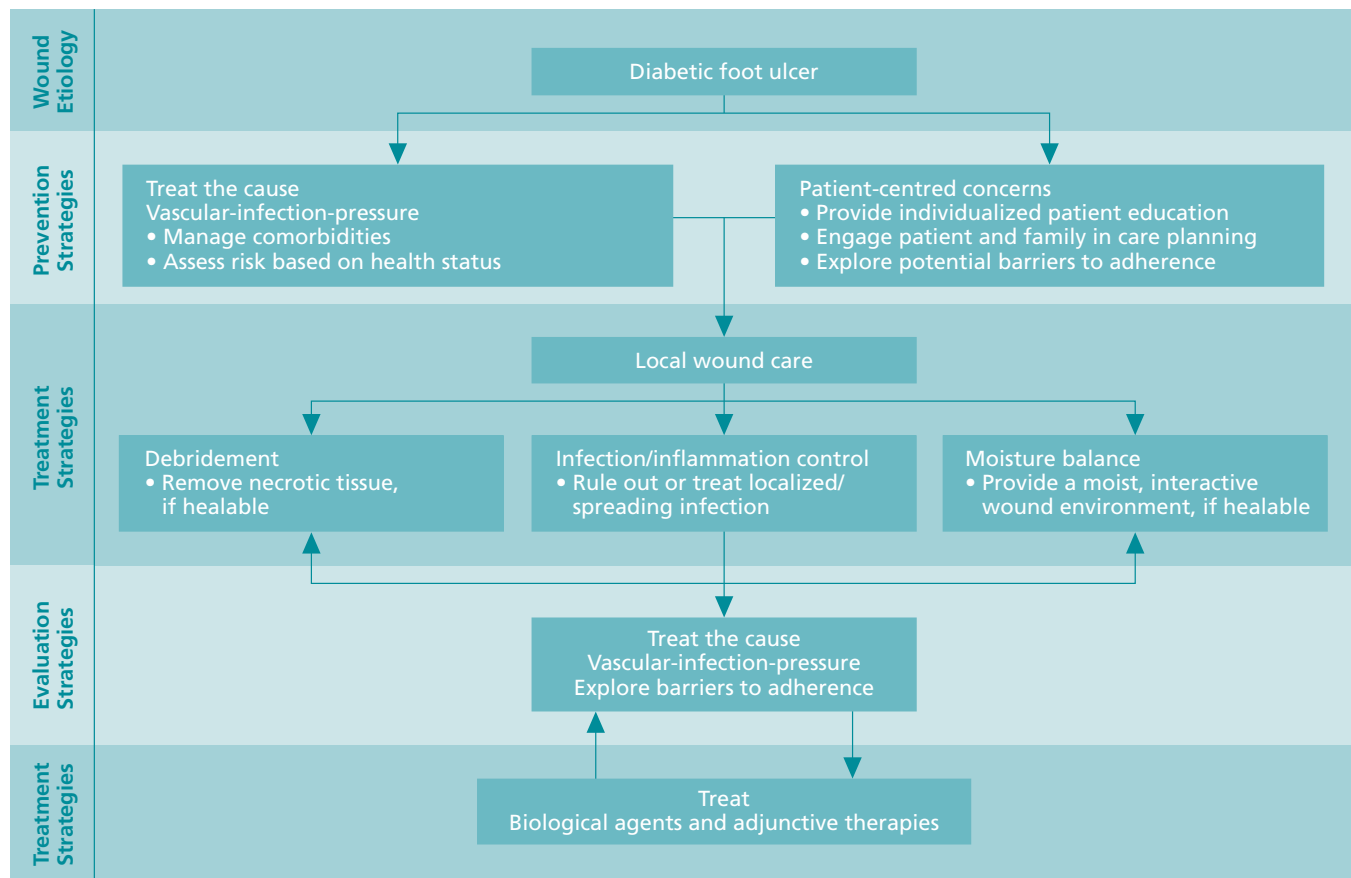 Wound
Etiology
Diabetic foot ulcer
Prevention
Strategies
Treat the cause
Vascular-infection-pressure
• Manage comorbidities
• Assess risk based on health status
Patient-centred concerns
• Provide individualized patient education
• Engage patient and family in care planning
• Explore potential barriers to adherence
Treatment
Strategies
Local wound care
Debridement
• Remove necrotic tissue,
if healable
Infection/inflammation control
• Rule out or treat localized/
spreading infection
Moisture balance
• Provide a moist, interactive
wound environment, if healable
Evaluation
Strategies
Treat the cause
Vascular-infection-pressure
Explore barriers to adherence
Treatment
Strategies
Treat
Biological agents and adjunctive therapies